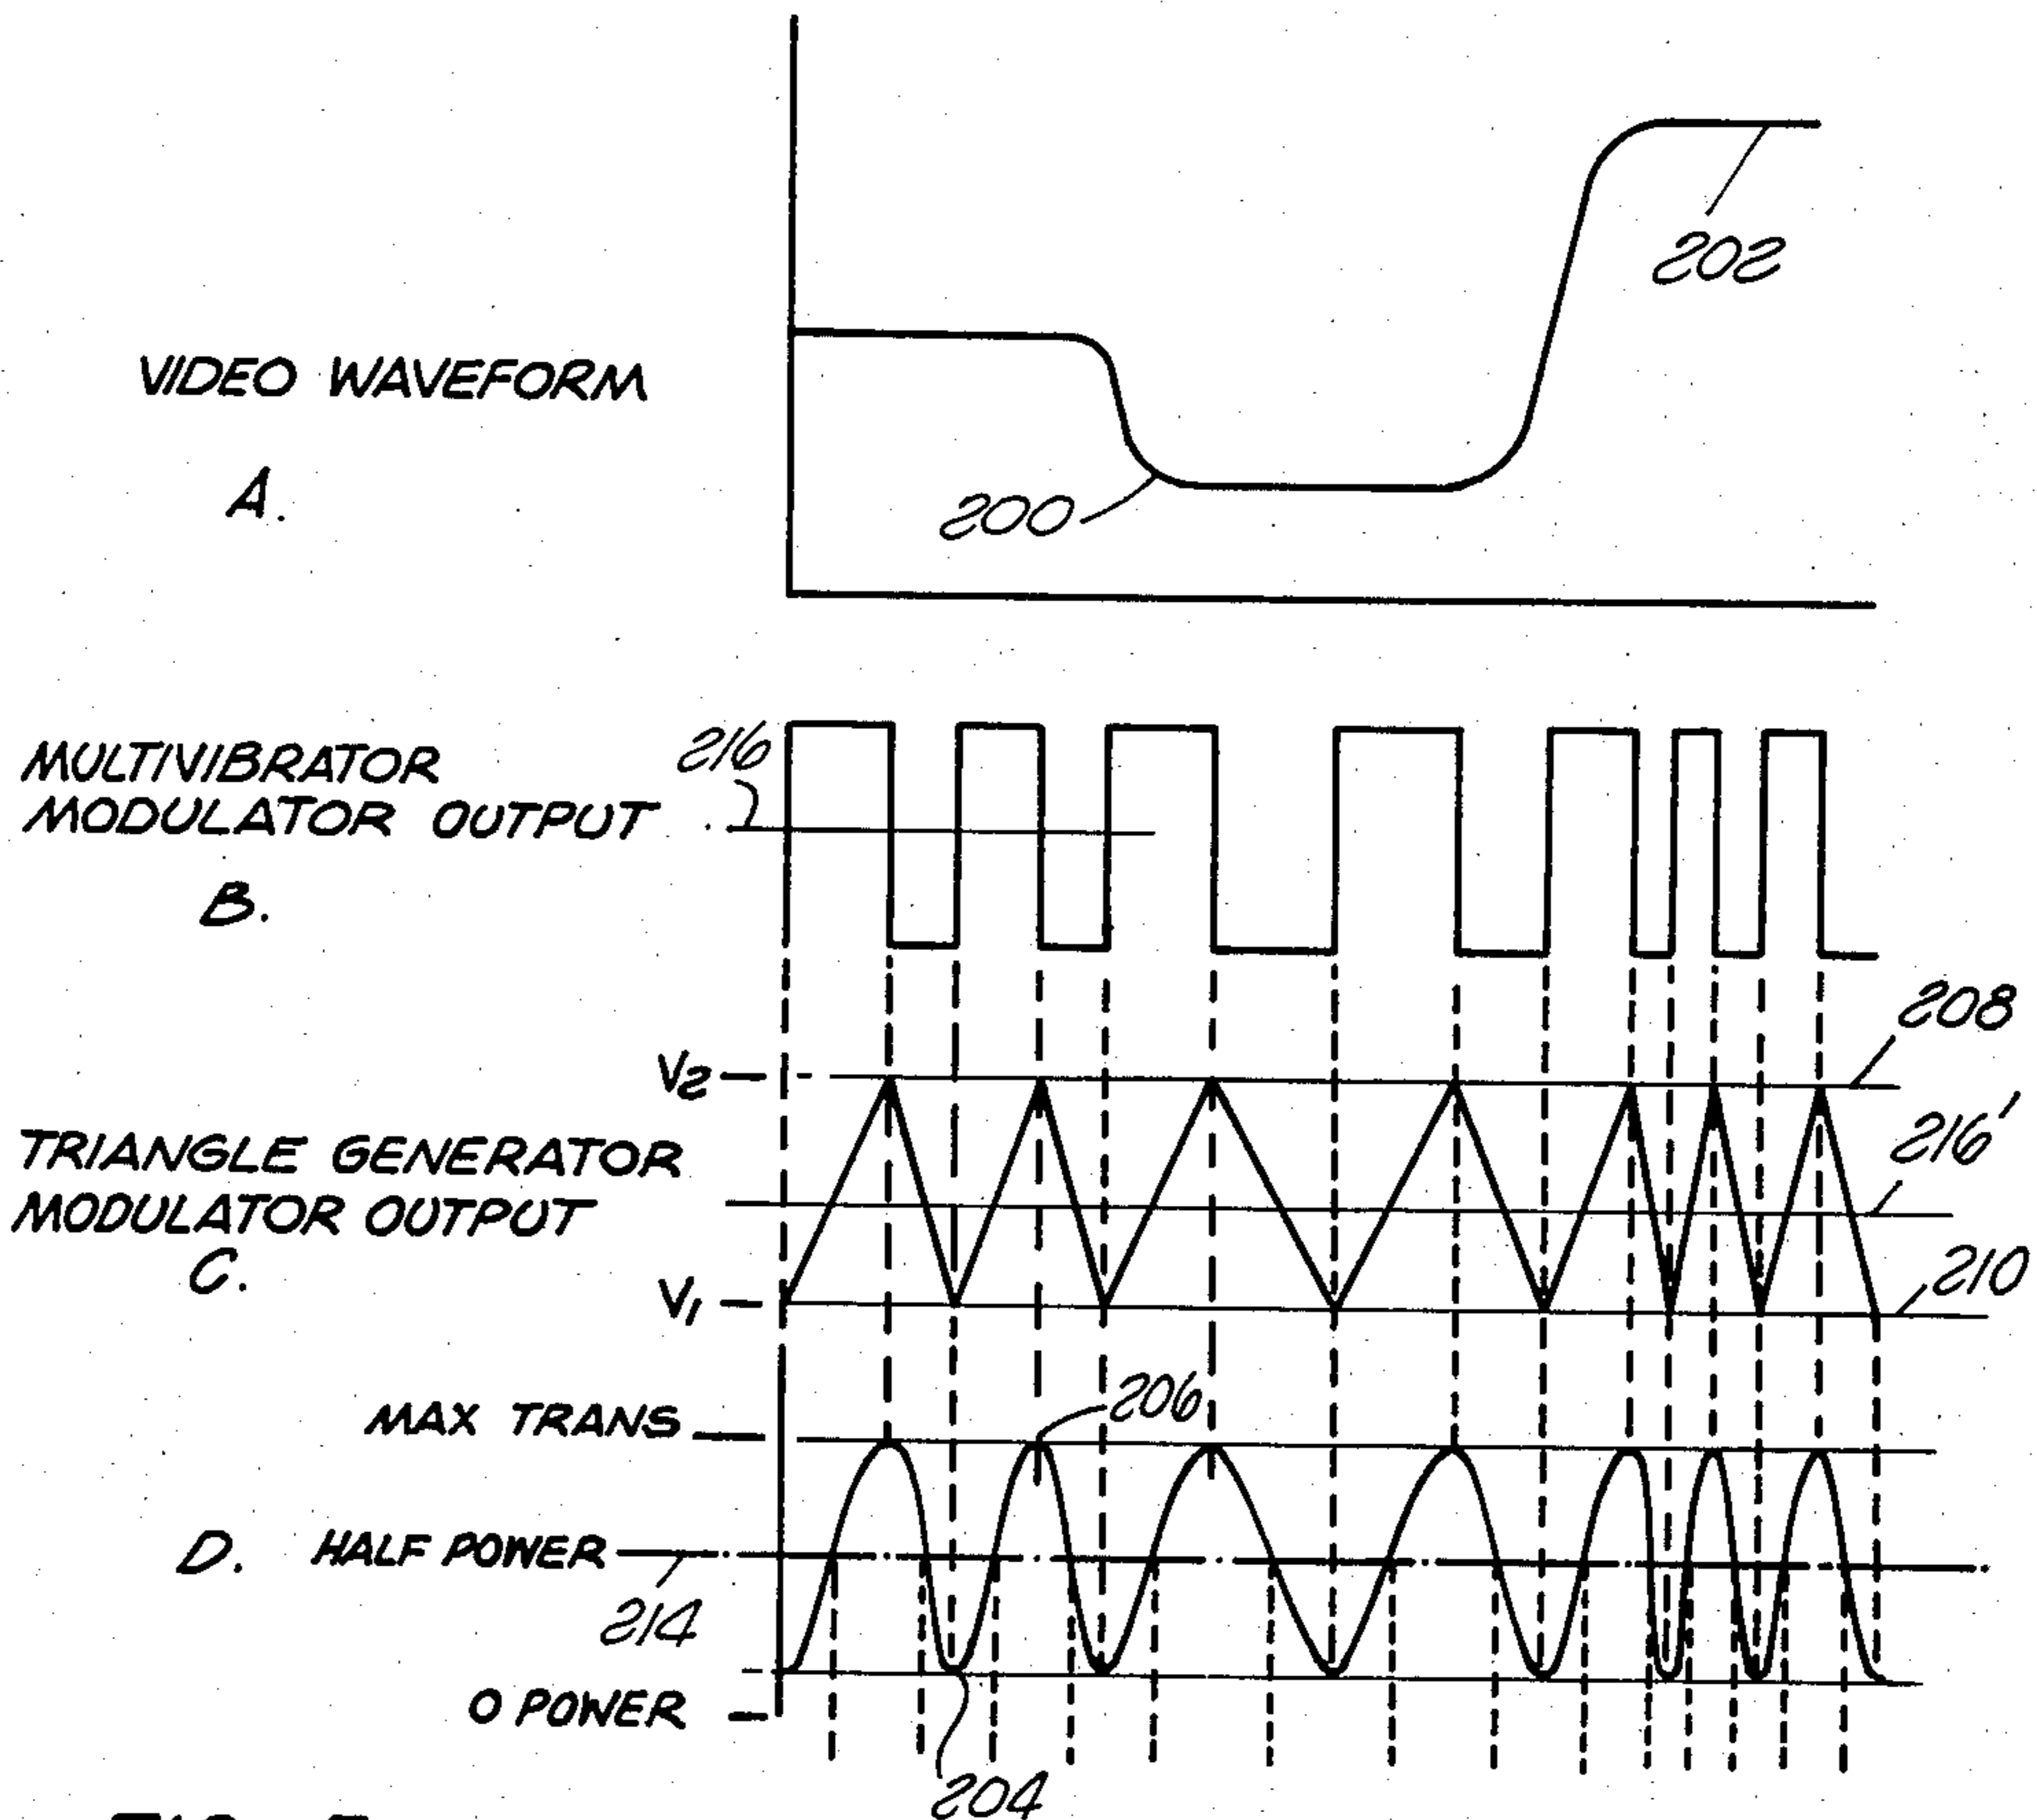 202
VIDEO WAVEFORM
A.
200
216
MULTIVIBRATOR
MODULATOR OUTPUT
B.
208
V2
216'
TRIANGLE GENERATOR
MODULATOR OUTPUT
C.
210
V1
206
MAX TRANS
D. HALF POWER
214
0 POWER
204